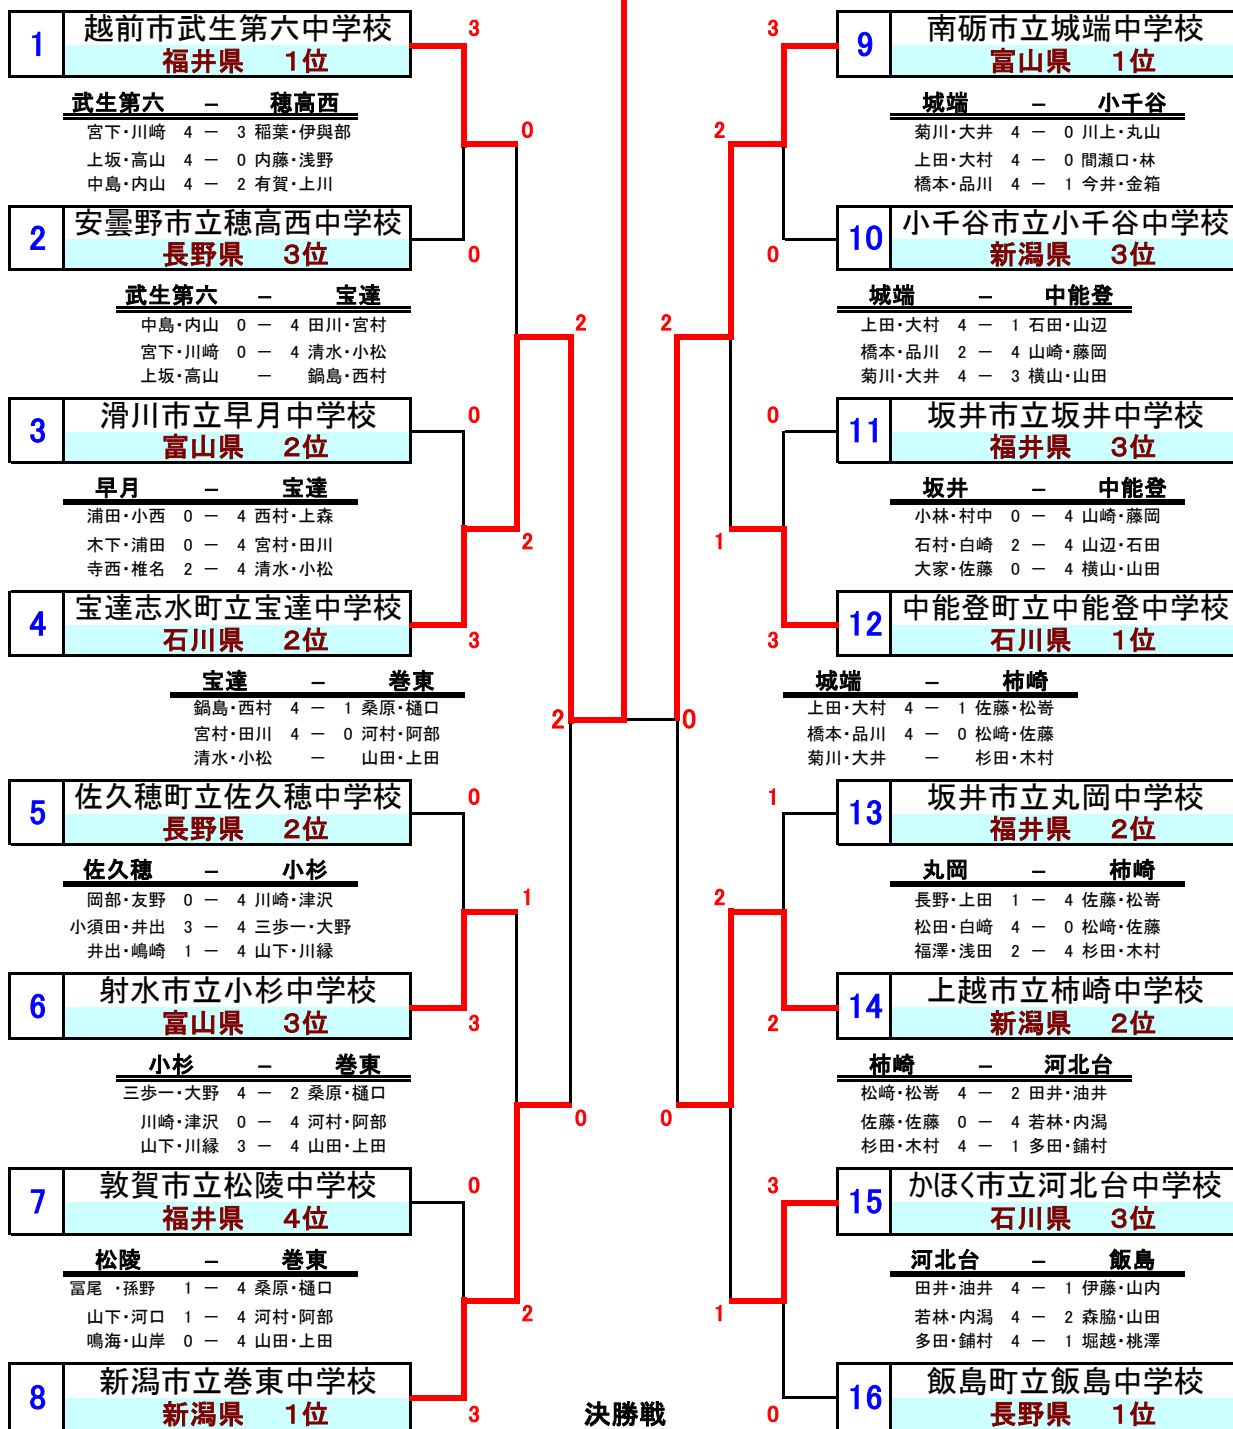 1 越前市武生第六中学校
福井県 1位
3
武生第六 － 穂高西
宮下・川﨑 4 － 3 稲葉・伊與部
上坂・高山 4 － 0 内藤・浅野
中島・内山 4 － 2 有賀・上川
0
2 安曇野市立穂高西中学校
長野県 3位
0
武生第六 － 宝達
中島・内山 0 － 4 田川・宮村
宮下・川﨑 0 － 4 清水・小松
上坂・高山 － 鍋島・西村
2
3 滑川市立早月中学校
富山県 2位
0
早月 － 宝達
浦田・小西 0 － 4 西村・上森
木下・浦田 0 － 4 宮村・田川
寺西・椎名 2 － 4 清水・小松
2
4 宝達志水町立宝達中学校
石川県 2位
3
宝達 － 巻東
鍋島・西村 4 － 1 桑原・樋口
宮村・田川 4 － 0 河村・阿部
清水・小松 － 山田・上田
2
5 佐久穂町立佐久穂中学校
長野県 2位
0
佐久穂 － 小杉
岡部・友野 0 － 4 川崎・津沢
小須田・井出 3 － 4 三歩一・大野
井出・嶋崎 1 － 4 山下・川縁
1
6 射水市立小杉中学校
富山県 3位
3
小杉 － 巻東
三歩一・大野 4 － 2 桑原・樋口
川崎・津沢 0 － 4 河村・阿部
山下・川縁 3 － 4 山田・上田
0
7 敦賀市立松陵中学校
福井県 4位
0
松陵 － 巻東
冨尾 ・孫野 1 － 4 桑原・樋口
山下・河口 1 － 4 河村・阿部
鳴海・山岸 0 － 4 山田・上田
2
8 新潟市立巻東中学校
新潟県 1位
3
決勝戦
9 南砺市立城端中学校
富山県 1位
3
城端 － 小千谷
菊川・大井 4 － 0 川上・丸山
上田・大村 4 － 0 間瀬口・林
橋本・品川 4 － 1 今井・金箱
2
10 小千谷市立小千谷中学校
新潟県 3位
0
城端 － 中能登
上田・大村 4 － 1 石田・山辺
橋本・品川 2 － 4 山崎・藤岡
菊川・大井 4 － 3 横山・山田
2
11 坂井市立坂井中学校
福井県 3位
0
坂井 － 中能登
小林・村中 0 － 4 山崎・藤岡
石村・白崎 2 － 4 山辺・石田
大家・佐藤 0 － 4 横山・山田
1
12 中能登町立中能登中学校
石川県 1位
3
城端 － 柿崎
上田・大村 4 － 1 佐藤・松嵜
橋本・品川 4 － 0 松﨑・佐藤
菊川・大井 － 杉田・木村
0
13 坂井市立丸岡中学校
福井県 2位
1
丸岡 － 柿崎
長野・上田 1 － 4 佐藤・松嵜
松田・白﨑 4 － 0 松﨑・佐藤
福澤・浅田 2 － 4 杉田・木村
2
14 上越市立柿崎中学校
新潟県 2位
2
柿崎 － 河北台
松﨑・松嵜 4 － 2 田井・油井
佐藤・佐藤 0 － 4 若林・内潟
杉田・木村 4 － 1 多田・鋪村
0
15 かほく市立河北台中学校
石川県 3位
3
河北台 － 飯島
田井・油井 4 － 1 伊藤・山内
若林・内潟 4 － 2 森脇・山田
多田・鋪村 4 － 1 堀越・桃澤
1
16 飯島町立飯島中学校
長野県 1位
0